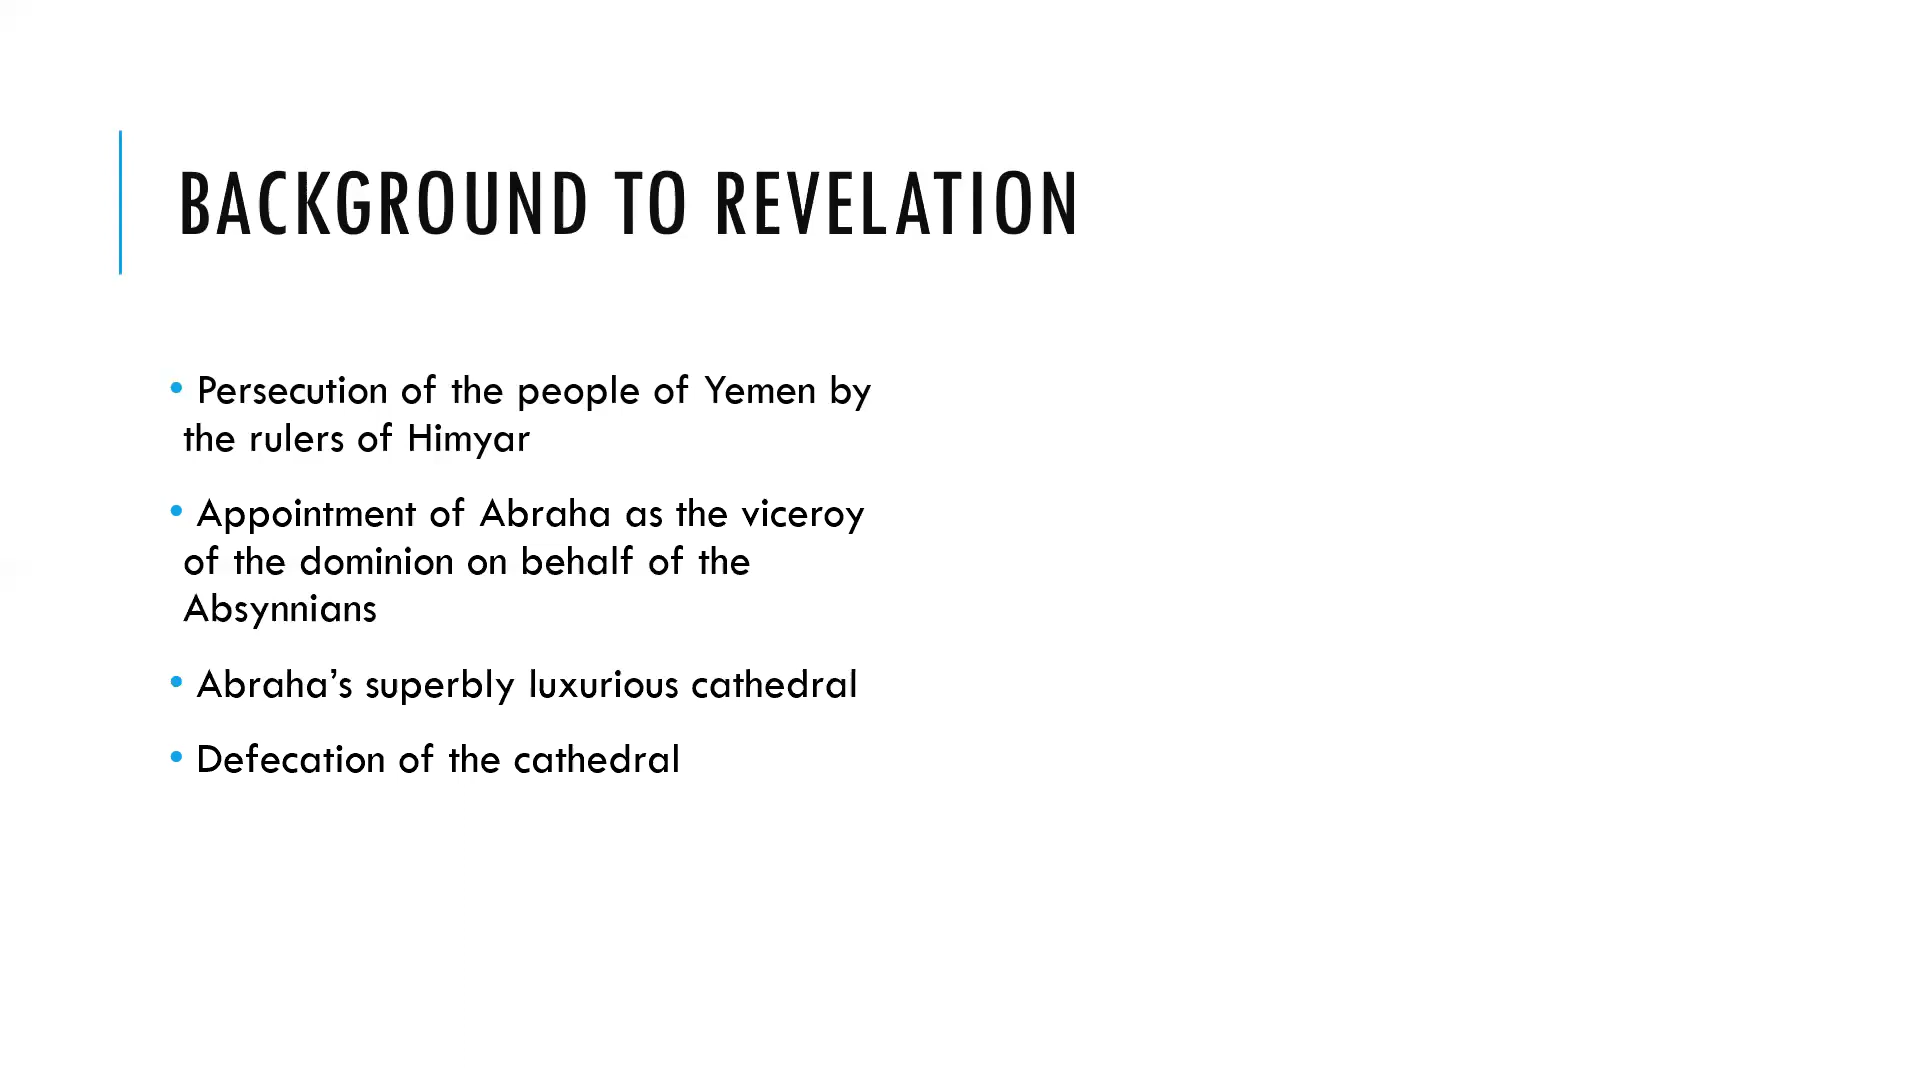 BACKGROUND TO REVELATION
• Persecution of the people of Yemen by
the rulers of Himyar
• Appointment of Abraha as the viceroy
of the dominion on behalf of the
Absynnians
• Abraha’s superbly luxurious cathedral
• Defecation of the cathedral